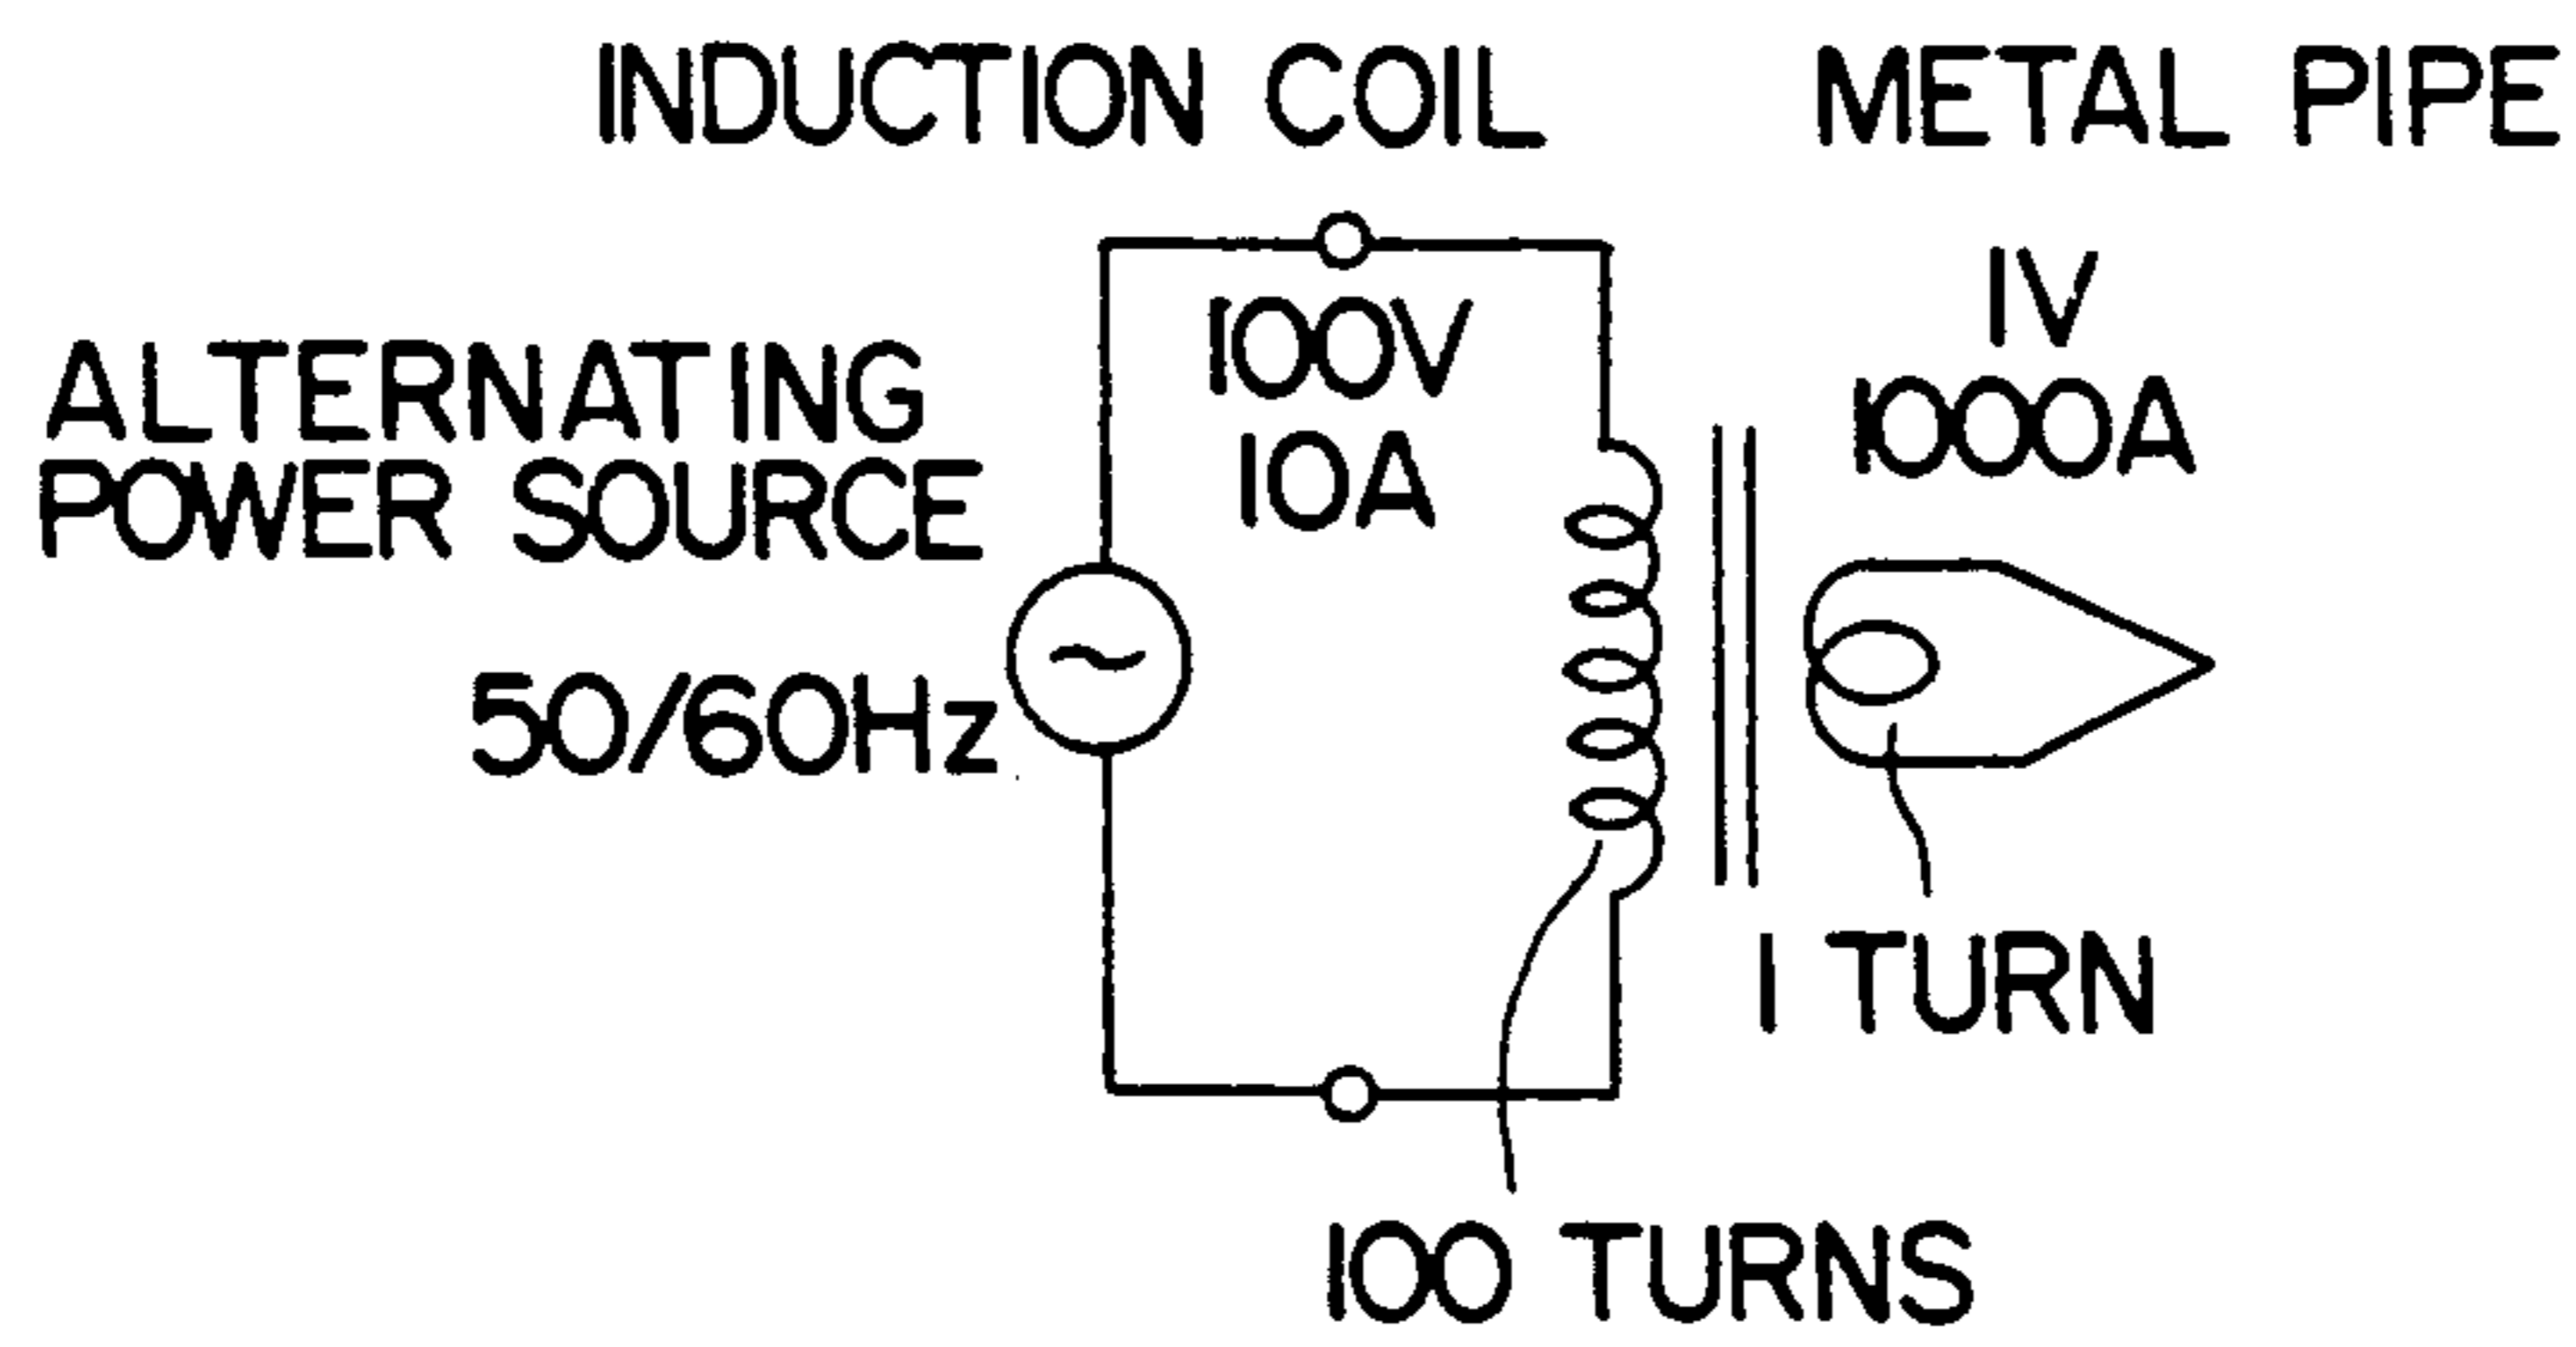 INDUCTION COIL
METAL PIPE
ALTERNATING
POWER SOURCE
50/60Hz
~
100V
10A
1V
1000A
1 TURN
100 TURNS